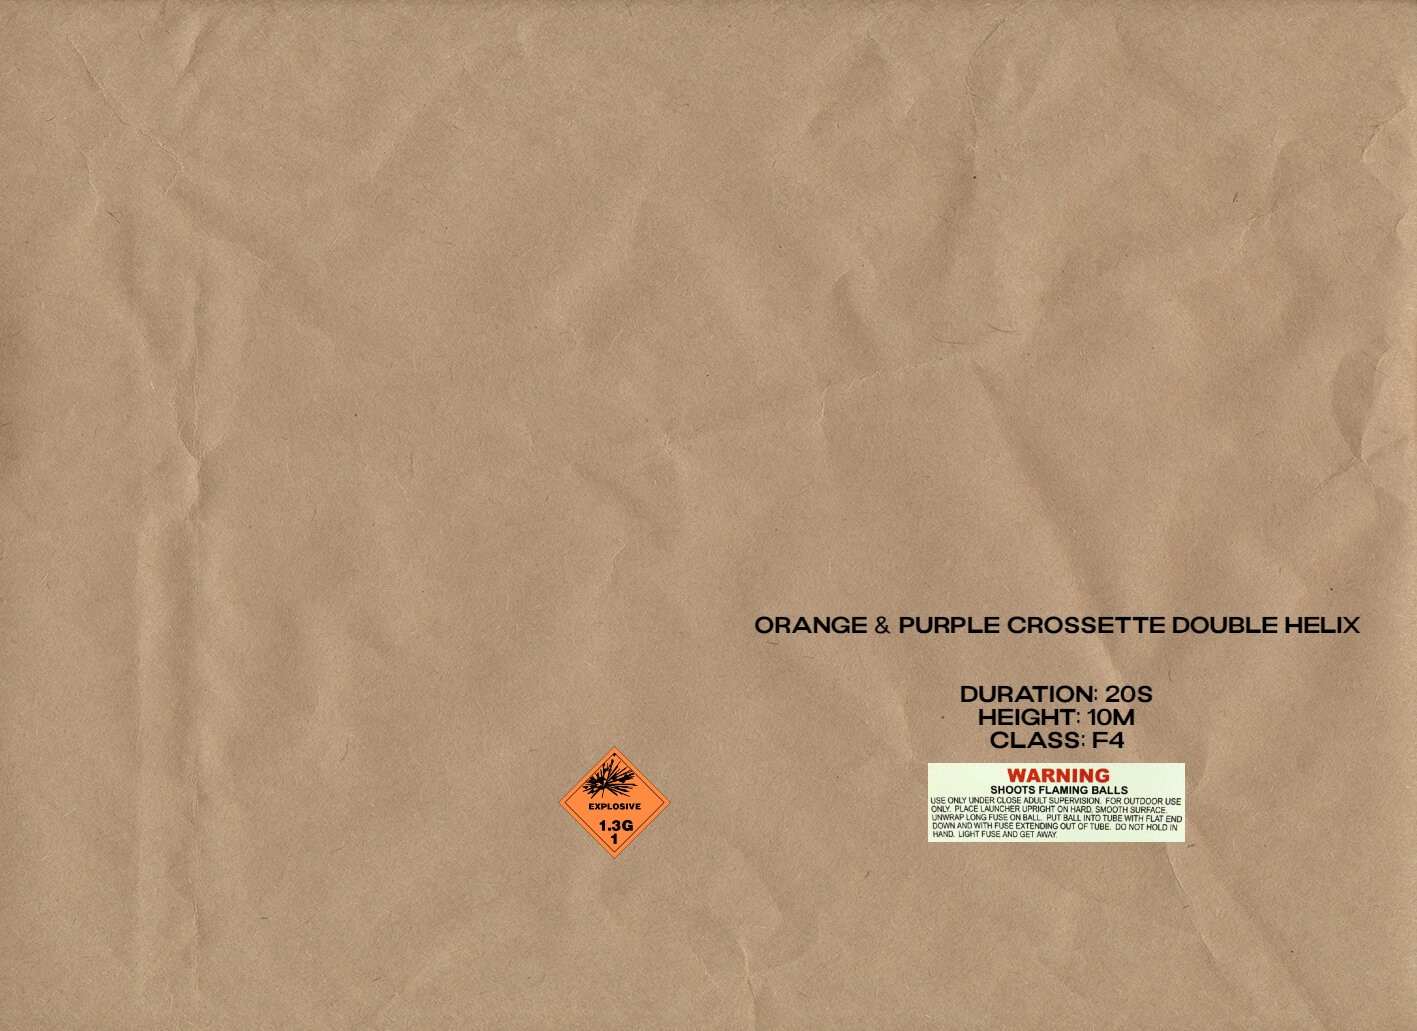 ORANGE & PURPLE CROSSETTE DOUBLE HELIX
DURATION: 20S
HEIGHT: 10M
CLASS: F4
EXPLOSIVE
1.3G
1
WARNING
SHOOTS FLAMING BALLS
USE ONLY UNDER CLOSE ADULT SUPERVISION. FOR OUTDOOR USE
ONLY. PLACE LAUNCHER UPRIGHT ON HARD, SMOOTH SURFACE.
UNWRAP LONG FUSE ON BALL. PUT BALL INTO TUBE WITH FLAT END
DOWN AND WITH FUSE EXTENDING OUT OF TUBE. DO NOT HOLD IN
HAND. LIGHT FUSE AND GET AWAY.